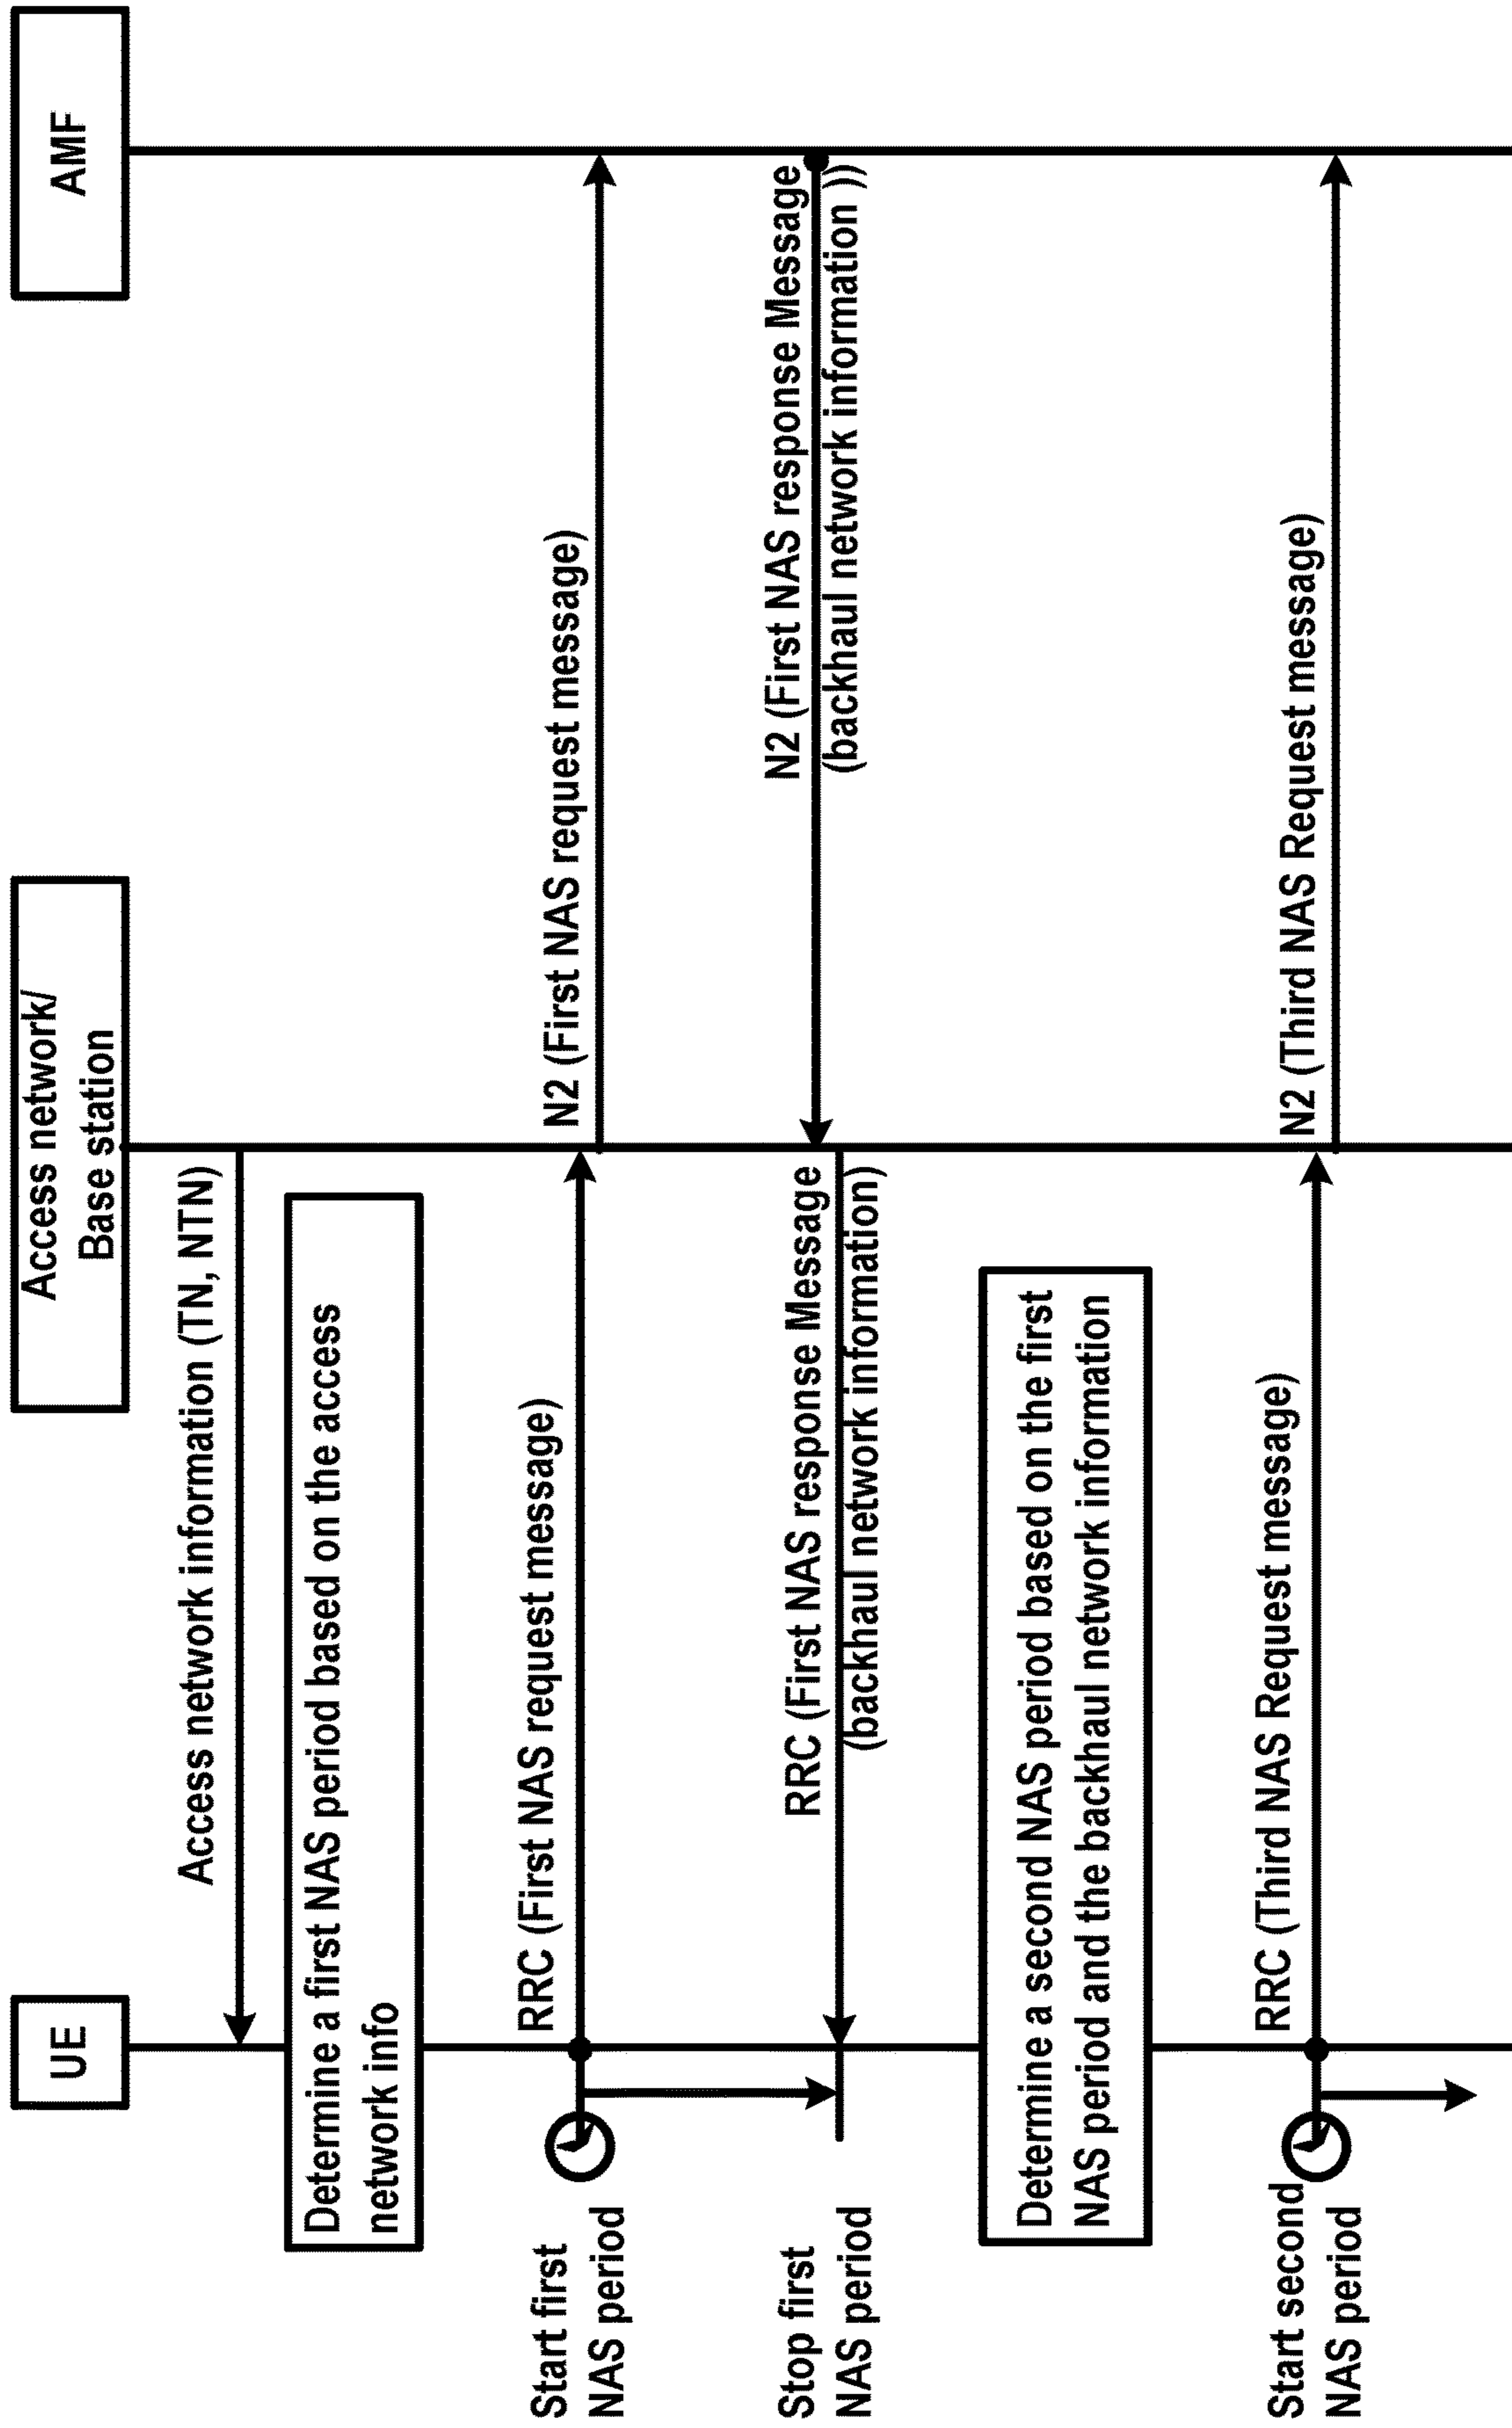 UE
Access network/
Base station
AMF
Access network information (TN, NTN)
Determine a first NAS period based on the access
network info
Start first
NAS period
RRC (First NAS request message)
N2 (First NAS request message)
N2 (First NAS response Message
(backhaul network information ))
Stop first
NAS period
RRC (First NAS response Message
(backhaul network information)
Determine a second NAS period based on the first
NAS period and the backhaul network information
Start second
NAS period
RRC (Third NAS Request message)
N2 (Third NAS Request message)